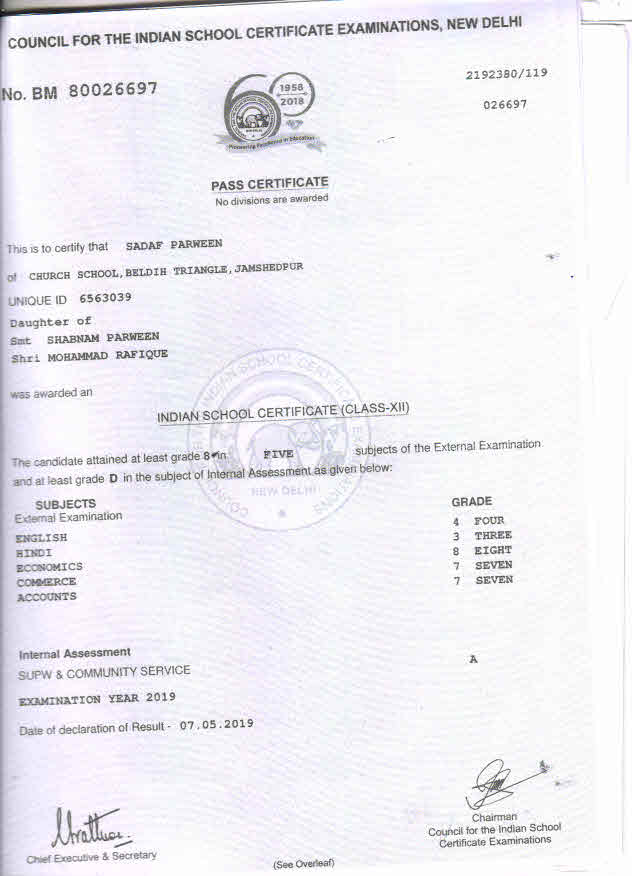 COUNCIL FOR THE INDIAN SCHOOL CERTIFICATE EXAMINATIONS, NEW DELHI
No. BM 80026697
2192380/119
026697
60
1958
2018
NEW DELHI
Pioneering Excellence in Education
PASS CERTIFICATE
No divisions are awarded
This is to certify that SADAF PARWEEN
of CHURCH SCHOOL,BELDIH TRIANGLE,JAMSHEDPUR
UNIQUE ID 6563039
Daughter of
Smt SHABNAM PARWEEN
Shri MOHAMMAD RAFIQUE
was awarded an
INDIAN SCHOOL CERTIFICATE (CLASS-XII)
The candidate attained at least grade 8 in FIVE subjects of the External Examination
and at least grade D in the subject of Internal Assessment as given below:
NEW DELHI
SUBJECTS GRADE
External Examination
ENGLISH 4 FOUR
HINDI 3 THREE
ECONOMICS 8 EIGHT
COMMERCE 7 SEVEN
ACCOUNTS 7 SEVEN
Internal Assessment
SUPW & COMMUNITY SERVICE A
EXAMINATION YEAR 2019
Date of declaration of Result - 07.05.2019
Chief Executive & Secretary
Chairman
Council for the Indian School
Certificate Examinations
(See Overleaf)